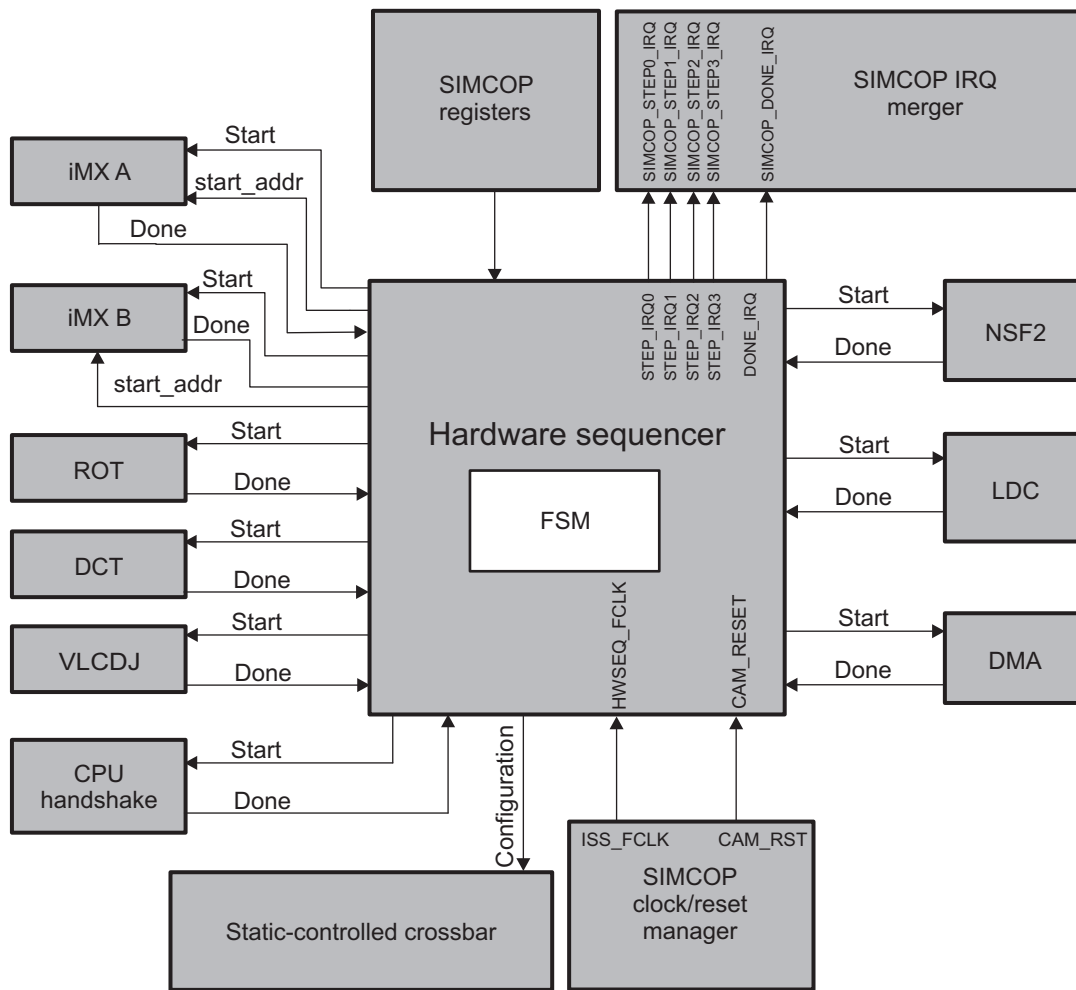 SIMCOP
registers
SIMCOP_STEP0_IRQ
SIMCOP_STEP1_IRQ
SIMCOP_STEP2_IRQ
SIMCOP_STEP3_IRQ
SIMCOP_DONE_IRQ
SIMCOP IRQ
merger
iMX A
Start
start_addr
Done
iMX B
Start
Done
start_addr
ROT
Start
Done
DCT
Start
Done
VLCDJ
Start
Done
CPU
handshake
Start
Done
STEP_IRQ0
STEP_IRQ1
STEP_IRQ2
STEP_IRQ3
DONE_IRQ
Hardware sequencer
FSM
HWSEQ_FCLK
CAM_RESET
Start
Done
NSF2
Start
Done
LDC
Start
Done
DMA
Configuration
Static-controlled crossbar
ISS_FCLK
CAM_RST
SIMCOP
clock/reset
manager